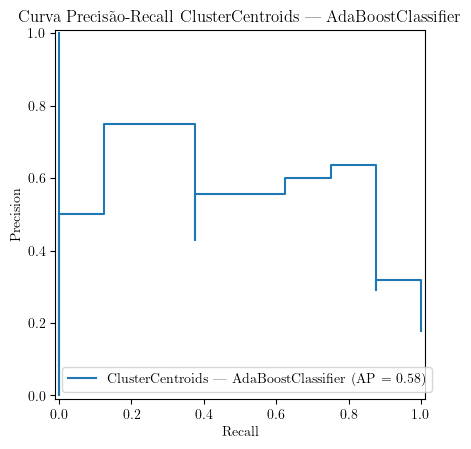 Curva Precisão-Recall ClusterCentroids — AdaBoostClassifier
1.0
0.8
0.6
0.4
0.2
0.0
Precision
ClusterCentroids — AdaBoostClassifier (AP = 0.58)
0.0 0.2 0.4 0.6 0.8 1.0
Recall